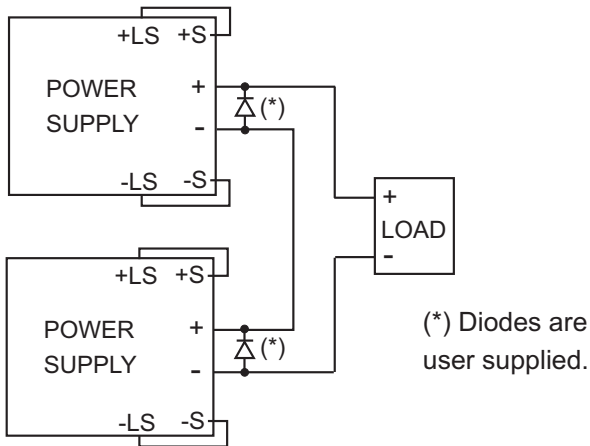 +LS +S
POWER
SUPPLY
+
-
(*)
-LS -S
+
LOAD
-
+LS +S
POWER
SUPPLY
+
-
(*)
-LS -S
(*) Diodes are
user supplied.